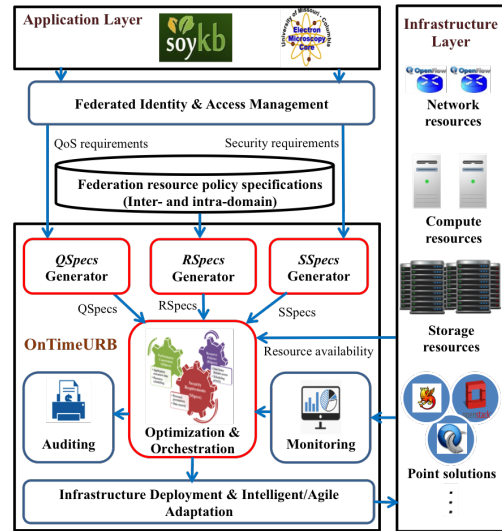 Application Layer
soykb
University of Missouri, Columbia
Electron
Microscopy
Core
Federated Identity & Access Management
QoS requirements
Security requirements
Federation resource policy specifications
(Inter- and intra-domain)
QSpecs
Generator
RSpecs
Generator
SSpecs
Generator
QSpecs
RSpecs
SSpecs
OnTimeURB
Resource availability
Auditing
Optimization &
Orchestration
Monitoring
Infrastructure Deployment & Intelligent/Agile
Adaptation
Infrastructure
Layer
OpenFlow
OpenFlow
Network
resources
Compute
resources
Storage
resources
openstack
Point solutions